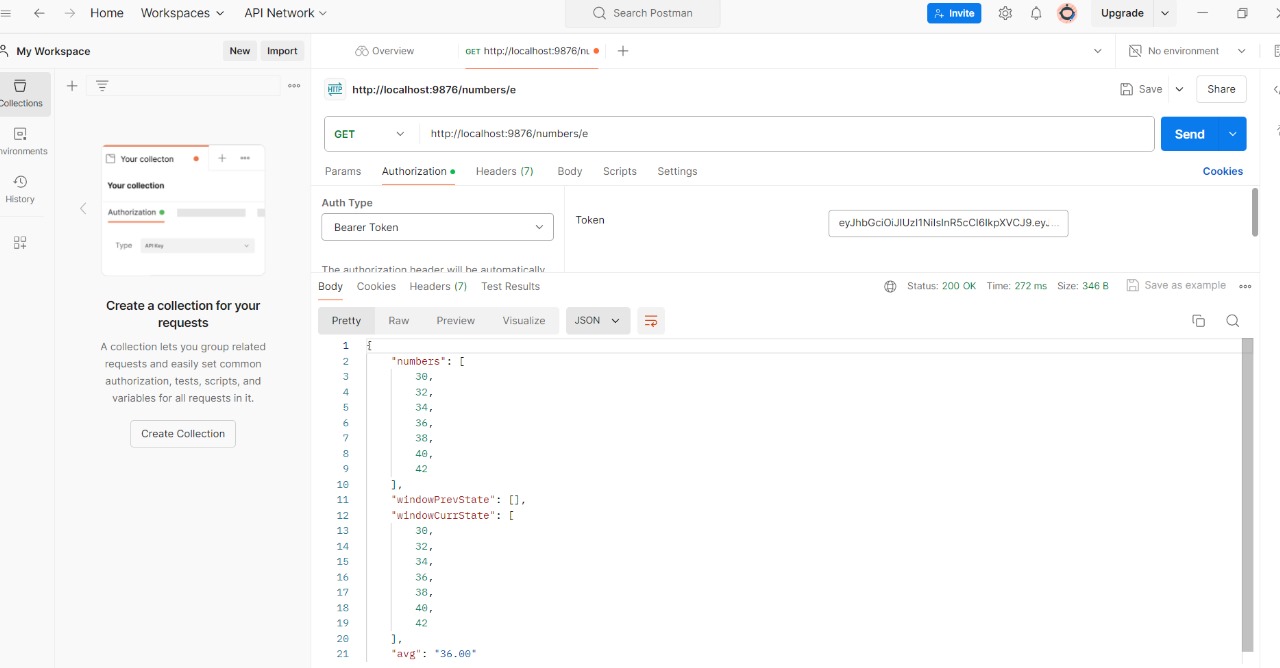 Home Workspaces API Network Search Postman Invite Upgrade
My Workspace New Import Overview GET http://localhost:9876/nu No environment
Collections
Environments
History
Your collecton
Your collection
Authorization
Type API Key
Create a collection for your
requests
A collection lets you group related
requests and easily set common
authorization, tests, scripts, and
variables for all requests in it.
Create Collection
HTTP http://localhost:9876/numbers/e Save Share
GET http://localhost:9876/numbers/e Send
Params Authorization Headers (7) Body Scripts Settings Cookies
Auth Type
Bearer Token
Token
The authorization header will be automatically
Body Cookies Headers (7) Test Results Status: 200 OK Time: 272 ms Size: 346 B Save as example
Pretty Raw Preview Visualize JSON
1 {
2 "numbers": [
3 30,
4 32,
5 34,
6 36,
7 38,
8 40,
9 42
10 ],
11 "windowPrevState": [],
12 "windowCurrState": [
13 30,
14 32,
15 34,
16 36,
17 38,
18 40,
19 42
20 ],
21 "avg": "36.00"